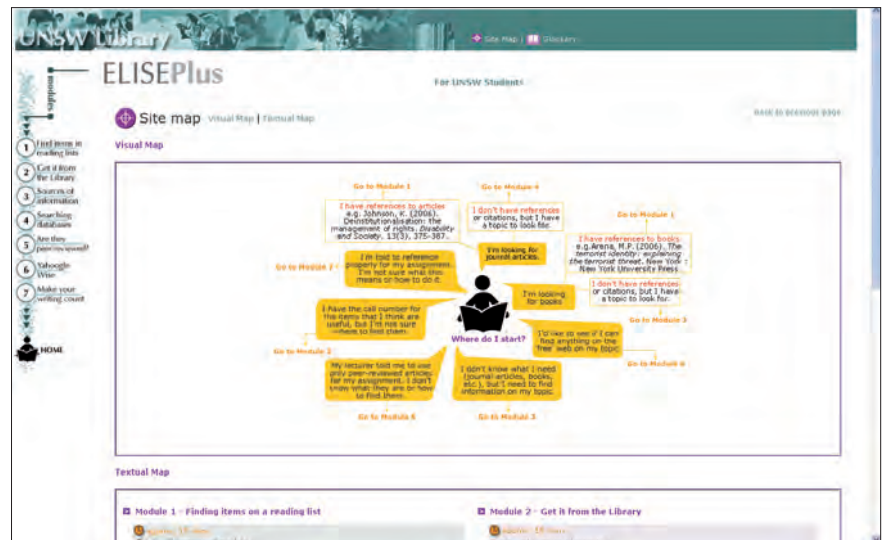 UNSW Library
Site Map | Glossary
ELISEPlus
For UNSW Students
modules
Site map Visual Map | Textual Map
Back to previous page
1 Find items in
reading lists
2 Get it from
the Library
3 Sources of
information
4 Searching
databases
5 Are they
peer reviewed?
6 Yahoogle
Wise
7 Make your
writing count
HOME
Visual Map
Go to Module 1
I have references to articles
e.g. Johnson, K. (2006).
Deinstitutionalisation: the
management of rights. Disability
and Society. 13(3), 375-387.
Go to Module 4
I don't have references
or citations, but I have
a topic to look for.
I'm looking for
journal articles.
Go to Module 1
I have references to books
e.g. Arena, M.P. (2006). The
terrorist identity: explaining
the terrorist threat. New York :
New York University Press
I don't have references
or citations, but I have
a topic to look for.
Go to Module 3
I'm looking
for books
I'm told to reference
properly for my assignment.
I'm not sure what this
means or how to do it.
Go to Module
I have the call number for
the items that I think are
useful, but I'm not sure
where to find them.
Go to Module 2
Where do I start?
I'd like to see if I can
find anything on the
free web on my topic
Go to Module
My lecturer told me to use
only peer-reviewed articles
for my assignment. I don't
know what they are or how
to find them.
Go to Module
I don't know what I need
(journal articles, books,
etc.), but I need to find
information on my topic
Go to Module 3
Textual Map
Module 1 - Finding items on a reading list
Module 2 - Get it from the Library